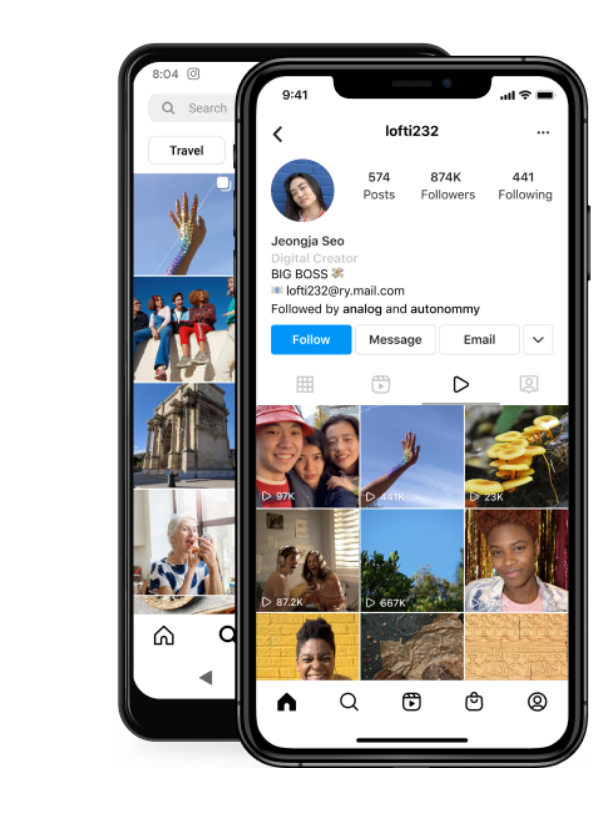 8:04
Search
Travel
9:41
lofti232
574 874K 441
Posts Followers Following
Jeongja Seo
Digital Creator
BIG BOSS
lofti232@ry.mail.com
Followed by analog and autonommy
Follow Message Email
97K 441K 23K
87.2K 667K